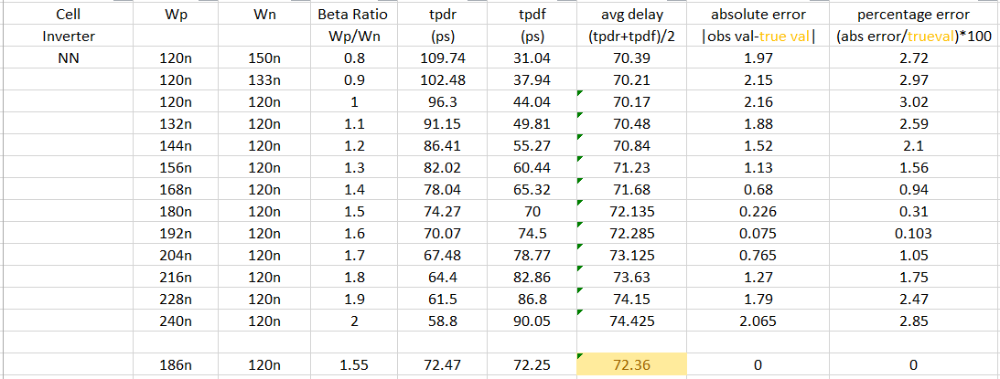 Cell Wp Wn Beta Ratio tpdr tpdf avg delay absolute error percentage error
Inverter Wp/Wn (ps) (ps) (tpdr+tpdf)/2 |obs val-true val| (abs error/trueval)*100
NN 120n 150n 0.8 109.74 31.04 70.39 1.97 2.72
120n 133n 0.9 102.48 37.94 70.21 2.15 2.97
120n 120n 1 96.3 44.04 70.17 2.16 3.02
132n 120n 1.1 91.15 49.81 70.48 1.88 2.59
144n 120n 1.2 86.41 55.27 70.84 1.52 2.1
156n 120n 1.3 82.02 60.44 71.23 1.13 1.56
168n 120n 1.4 78.04 65.32 71.68 0.68 0.94
180n 120n 1.5 74.27 70 72.135 0.226 0.31
192n 120n 1.6 70.07 74.5 72.285 0.075 0.103
204n 120n 1.7 67.48 78.77 73.125 0.765 1.05
216n 120n 1.8 64.4 82.86 73.63 1.27 1.75
228n 120n 1.9 61.5 86.8 74.15 1.79 2.47
240n 120n 2 58.8 90.05 74.425 2.065 2.85
186n 120n 1.55 72.47 72.25 72.36 0 0